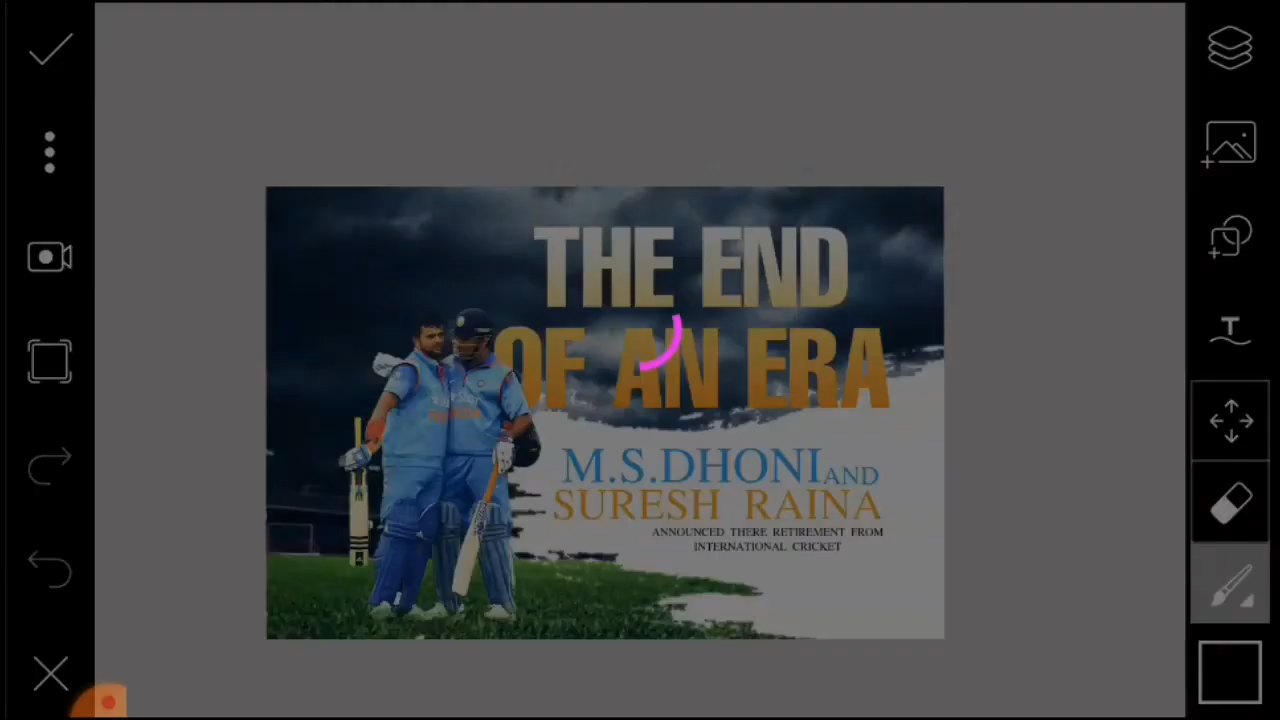 THE END
OF AN ERA
M.S.DHONI AND
SURESH RAINA
ANNOUNCED THERE RETIREMENT FROM
INTERNATIONAL CRICKET